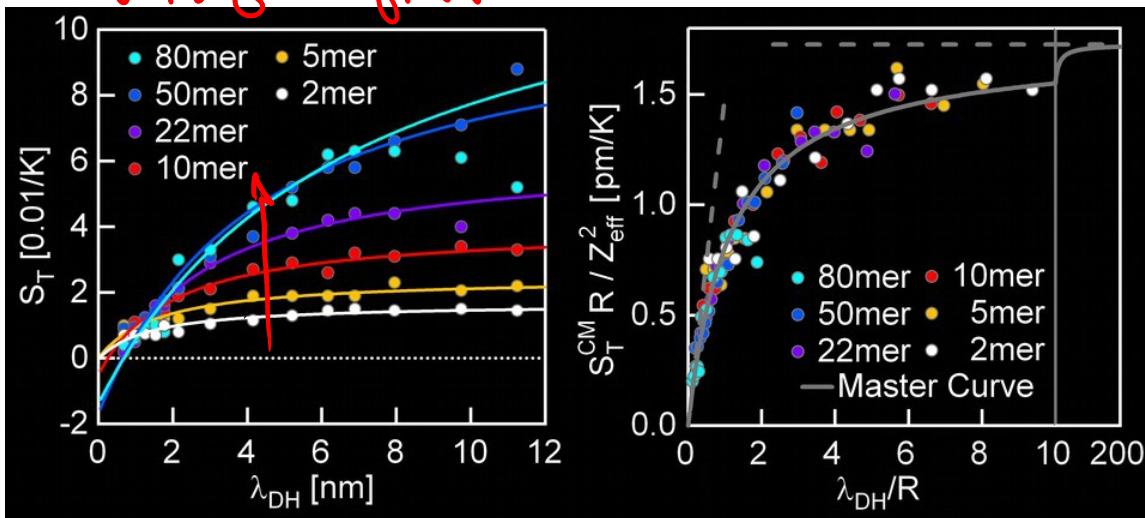 10
8
6
4
2
0
-2
S_T [0.01/K]
80mer
5mer
50mer
2mer
22mer
10mer
0 2 4 6 8 10 12
λ_DH [nm]
1.5
1.0
0.5
0.0
S_T^CM R / Z_eff^2 [pm/K]
80mer
10mer
50mer
5mer
22mer
2mer
Master Curve
0 2 4 6 8 10 200
λ_DH/R